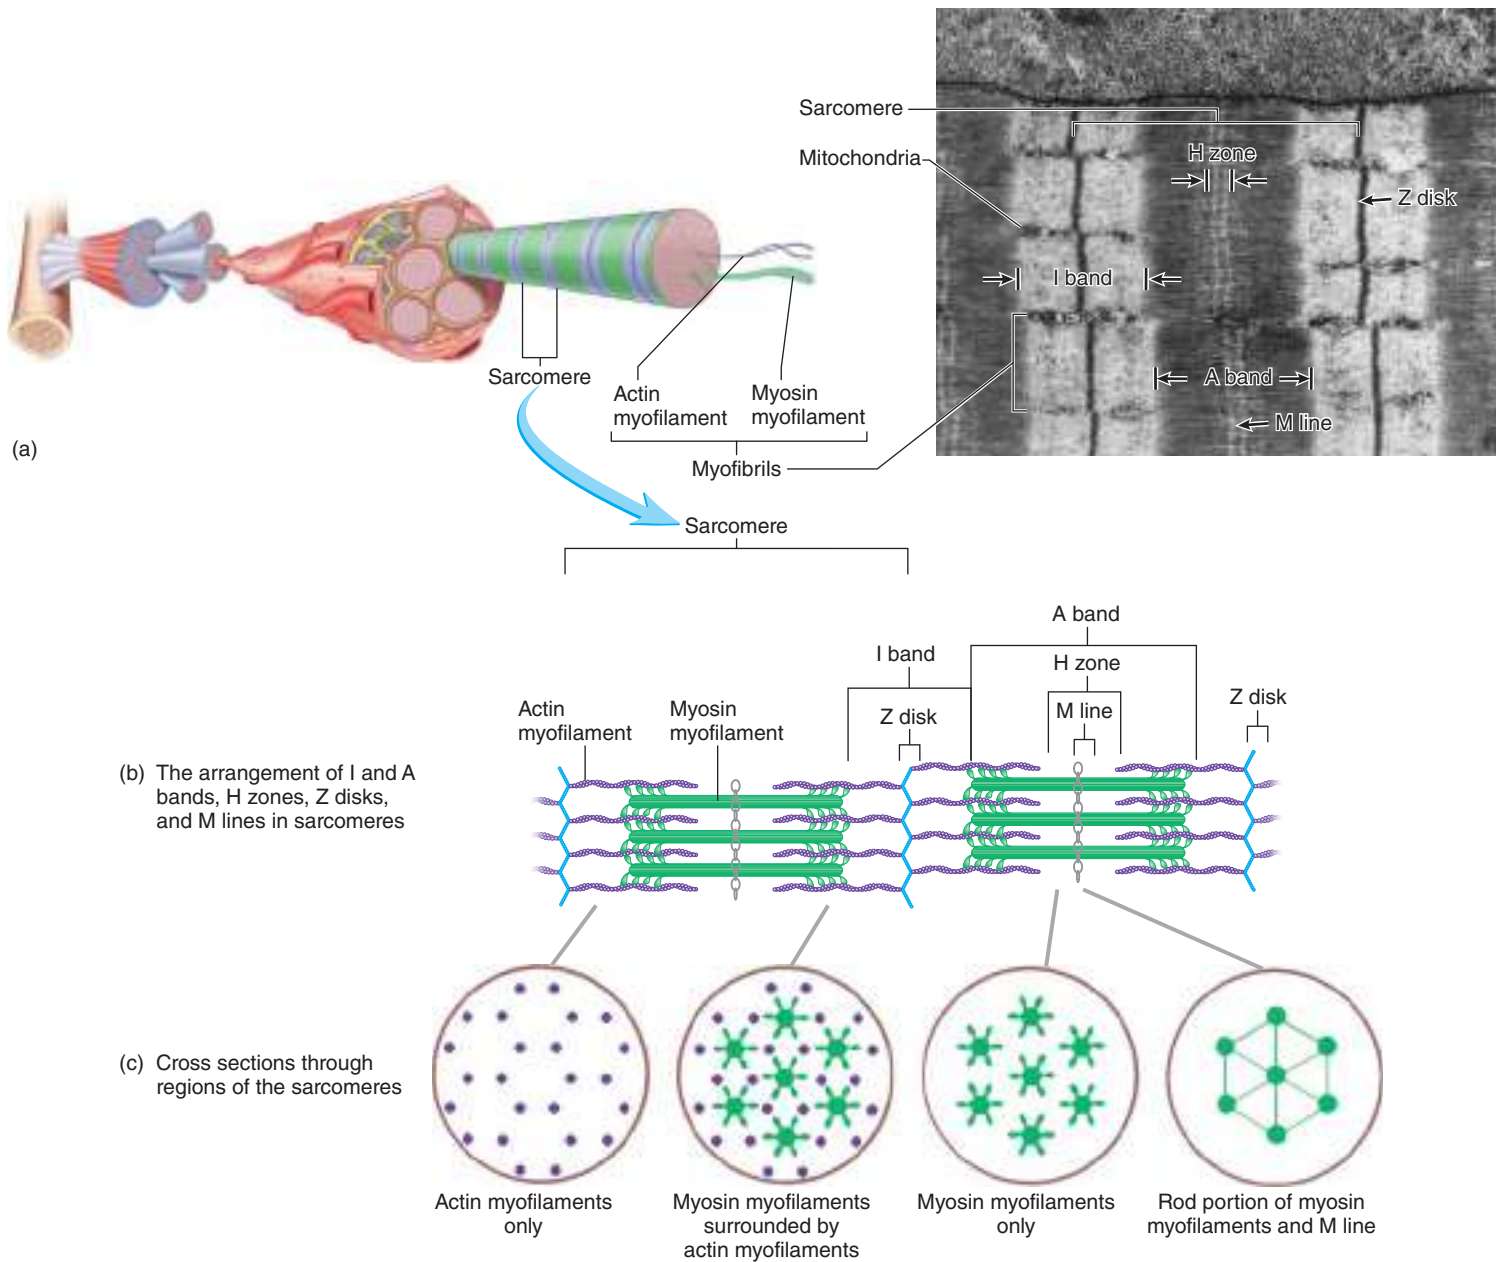 Sarcomere
Mitochondria
H zone
Z disk
I band
A band
M line
Sarcomere
Actin
myofilament
Myosin
myofilament
Myofibrils
(a)
Sarcomere
A band
I band
H zone
Z disk
M line
Z disk
Actin
myofilament
Myosin
myofilament
(b) The arrangement of I and A
bands, H zones, Z disks,
and M lines in sarcomeres
(c) Cross sections through
regions of the sarcomeres
Actin myofilaments
only
Myosin myofilaments
surrounded by
actin myofilaments
Myosin myofilaments
only
Rod portion of myosin
myofilaments and M line